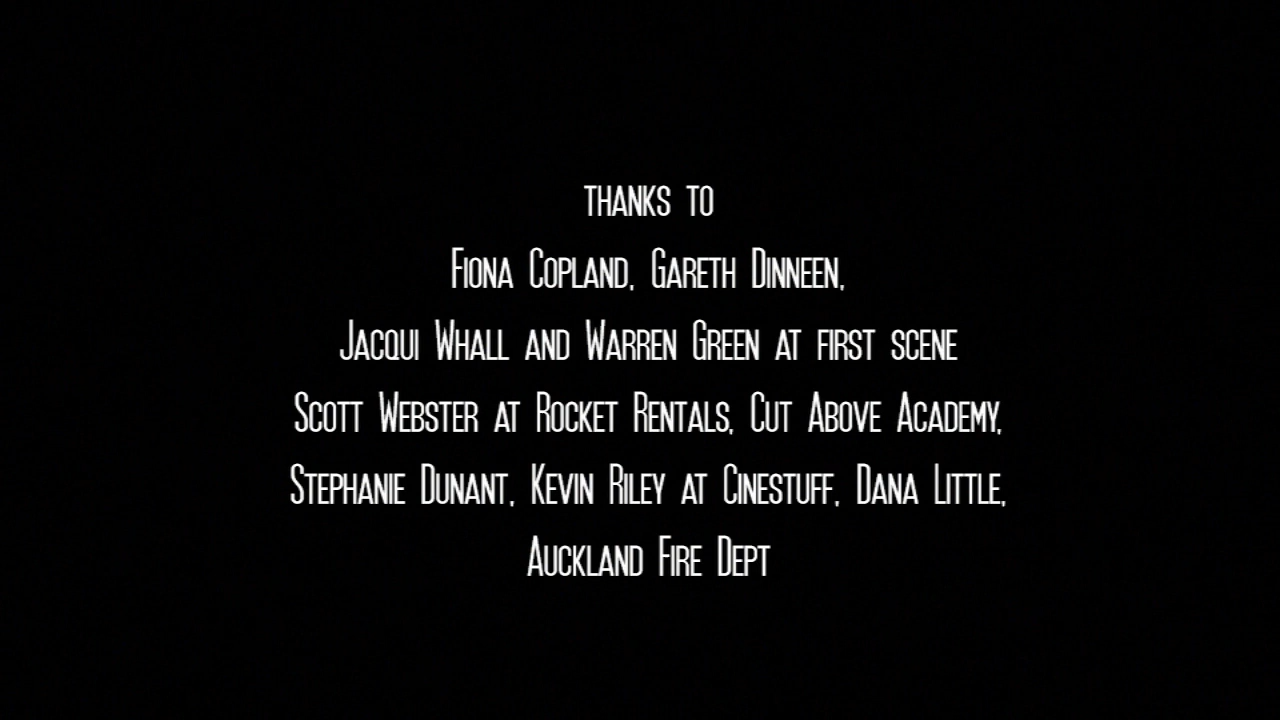 THANKS TO
FIONA COPLAND, GARETH DINNEEN,
JACQUI WHALL AND WARREN GREEN AT FIRST SCENE
SCOTT WEBSTER AT ROCKET RENTALS, CUT ABOVE ACADEMY,
STEPHANIE DUNANT, KEVIN RILEY AT CINESTUFF, DANA LITTLE,
AUCKLAND FIRE DEPT